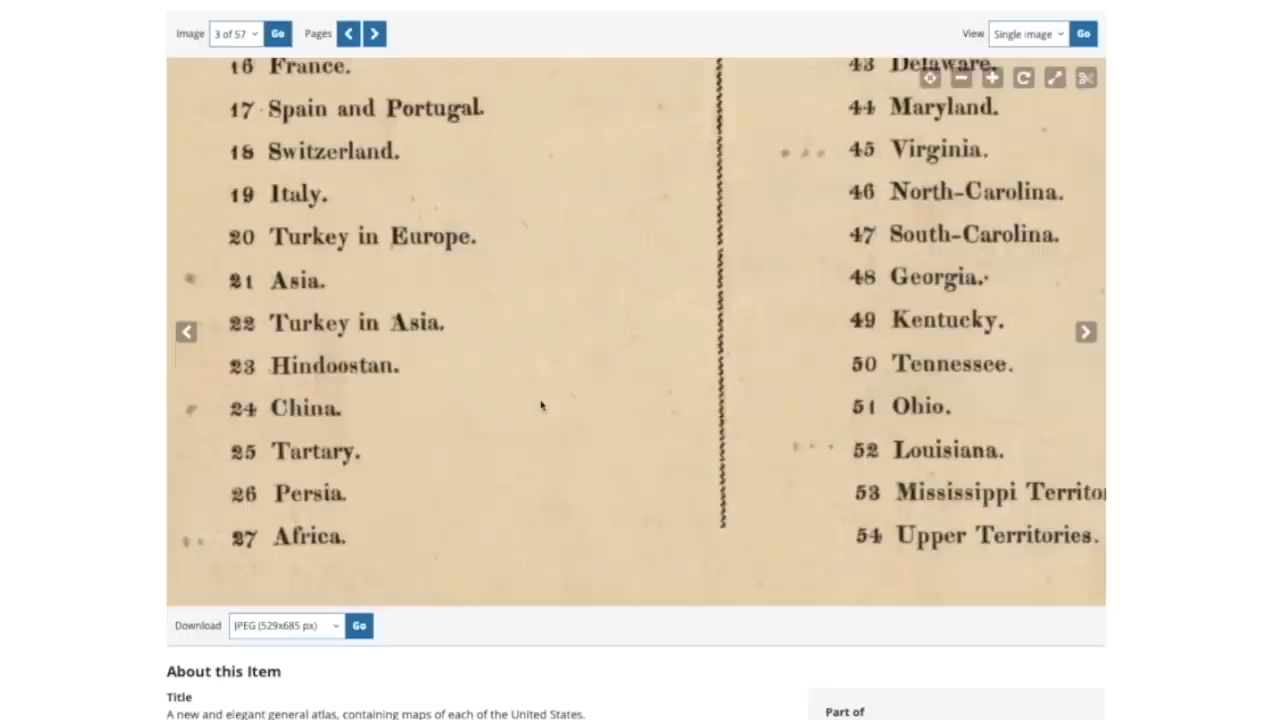 Image 3 of 57 Go Pages View Single image Go
16 France.
17 Spain and Portugal.
18 Switzerland.
19 Italy.
20 Turkey in Europe.
21 Asia.
22 Turkey in Asia.
23 Hindoostan.
24 China.
25 Tartary.
26 Persia.
27 Africa.
43 Delaware.
44 Maryland.
45 Virginia.
46 North-Carolina.
47 South-Carolina.
48 Georgia.
49 Kentucky.
50 Tennessee.
51 Ohio.
52 Louisiana.
53 Mississippi Territo
54 Upper Territories.
Download JPEG (529x685 px) Go
About this Item
Title
A new and elegant general atlas, containing maps of each of the United States.
Part of